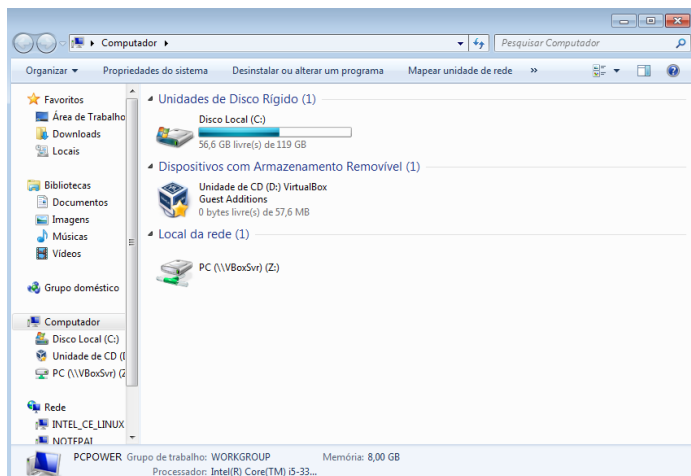 Computador
Pesquisar Computador
Organizar
Propriedades do sistema
Desinstalar ou alterar um programa
Mapear unidade de rede
»
Favoritos
Área de Trabalho
Downloads
Locais
Bibliotecas
Documentos
Imagens
Músicas
Vídeos
Grupo doméstico
Computador
Disco Local (C:)
Unidade de CD (
PC (\\VBoxSvr) (Z
Rede
INTEL_CE_LINUX
NOTEPAI
Unidades de Disco Rígido (1)
Disco Local (C:)
56,6 GB livre(s) de 119 GB
Dispositivos com Armazenamento Removível (1)
Unidade de CD (D:) VirtualBox
Guest Additions
0 bytes livre(s) de 57,6 MB
Local da rede (1)
PC (\\VBoxSvr) (Z:)
PCPOWER Grupo de trabalho: WORKGROUP Memória: 8,00 GB
Processador: Intel(R) Core(TM) i5-33...